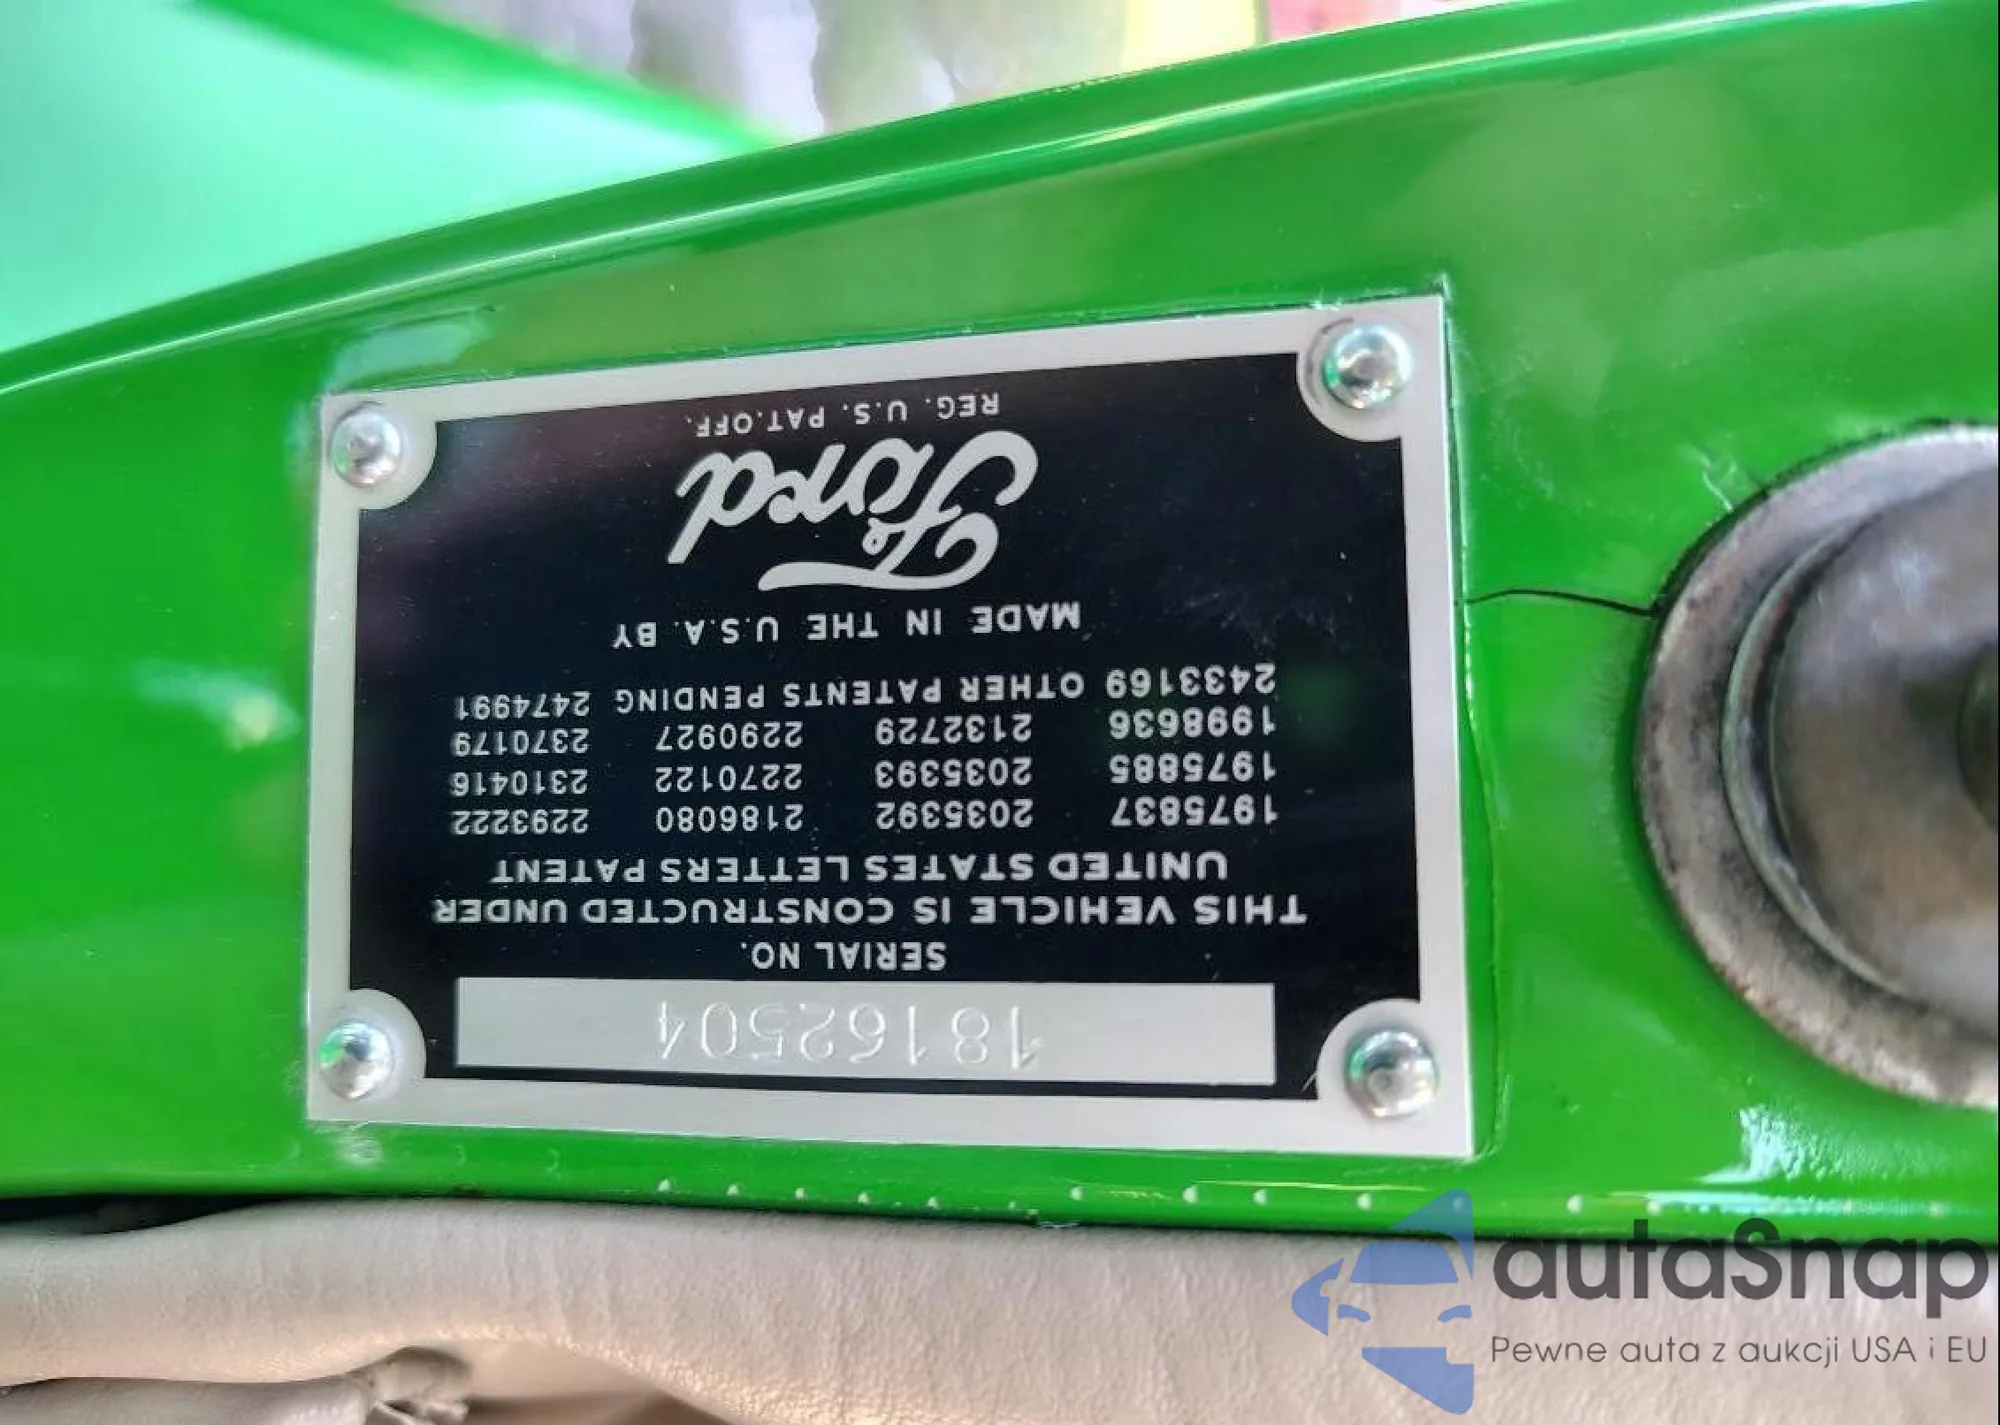 18162504
SERIAL NO.
THIS VEHICLE IS CONSTRUCTED UNDER
UNITED STATES LETTERS PATENT
1975837 2035392 2186080 2293222
1975885 2035393 2270122 2310416
1998636 2132729 2290927 2370179
2433169 OTHER PATENTS PENDING 2474991
MADE IN THE U.S.A. BY
Ford
REG. U.S. PAT. OFF.
autaSnap
Pewne auta z aukcji USA i EU